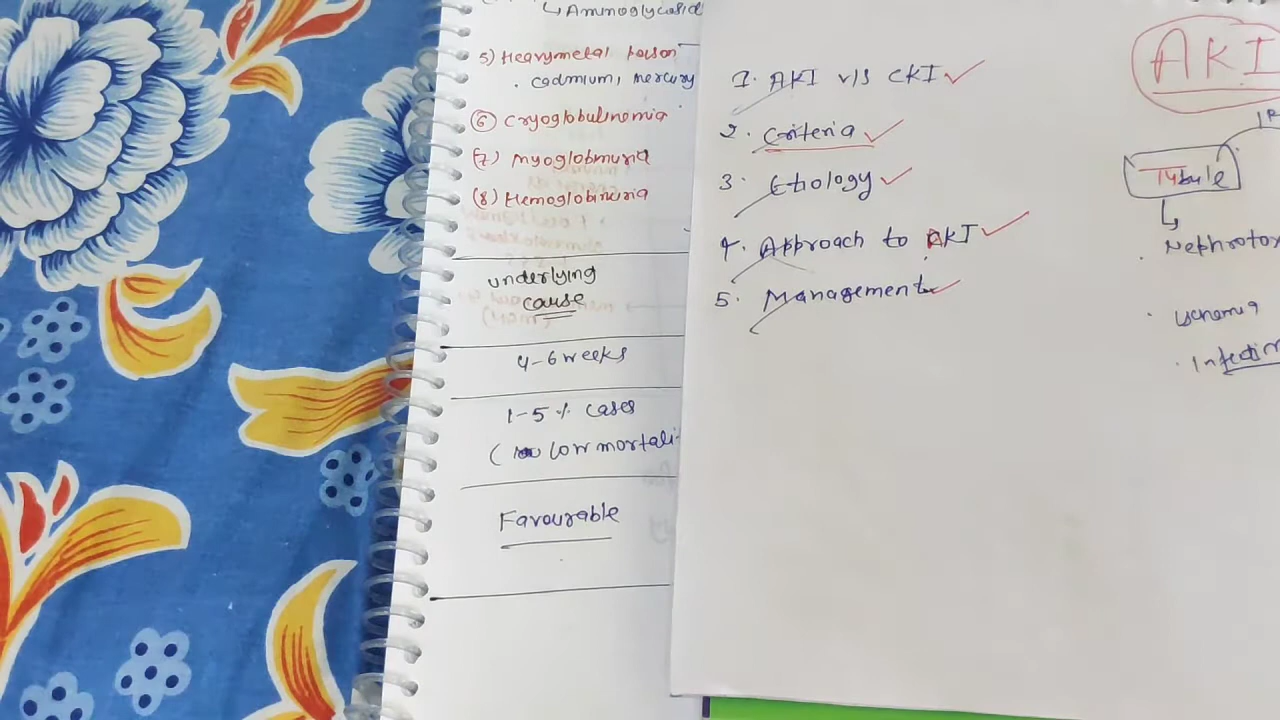 ↳ Aminoglycosid
5) Heavymetal poison
. cadmium, mercury
⑥ Cryoglobulinemia
(7) Myoglobinuria
(8) Hemoglobinuria
underlying
cause
4-6 weeks
1-5 % cases
( low mortali
Favourable
1. AKI v/s CKI ✓
2. Criteria ✓
3. Etiology ✓
4. Approach to AKI ✓
5. Management ✓
AKI
Tubule
↳
. Nephrotox
. ischemia
. Infection